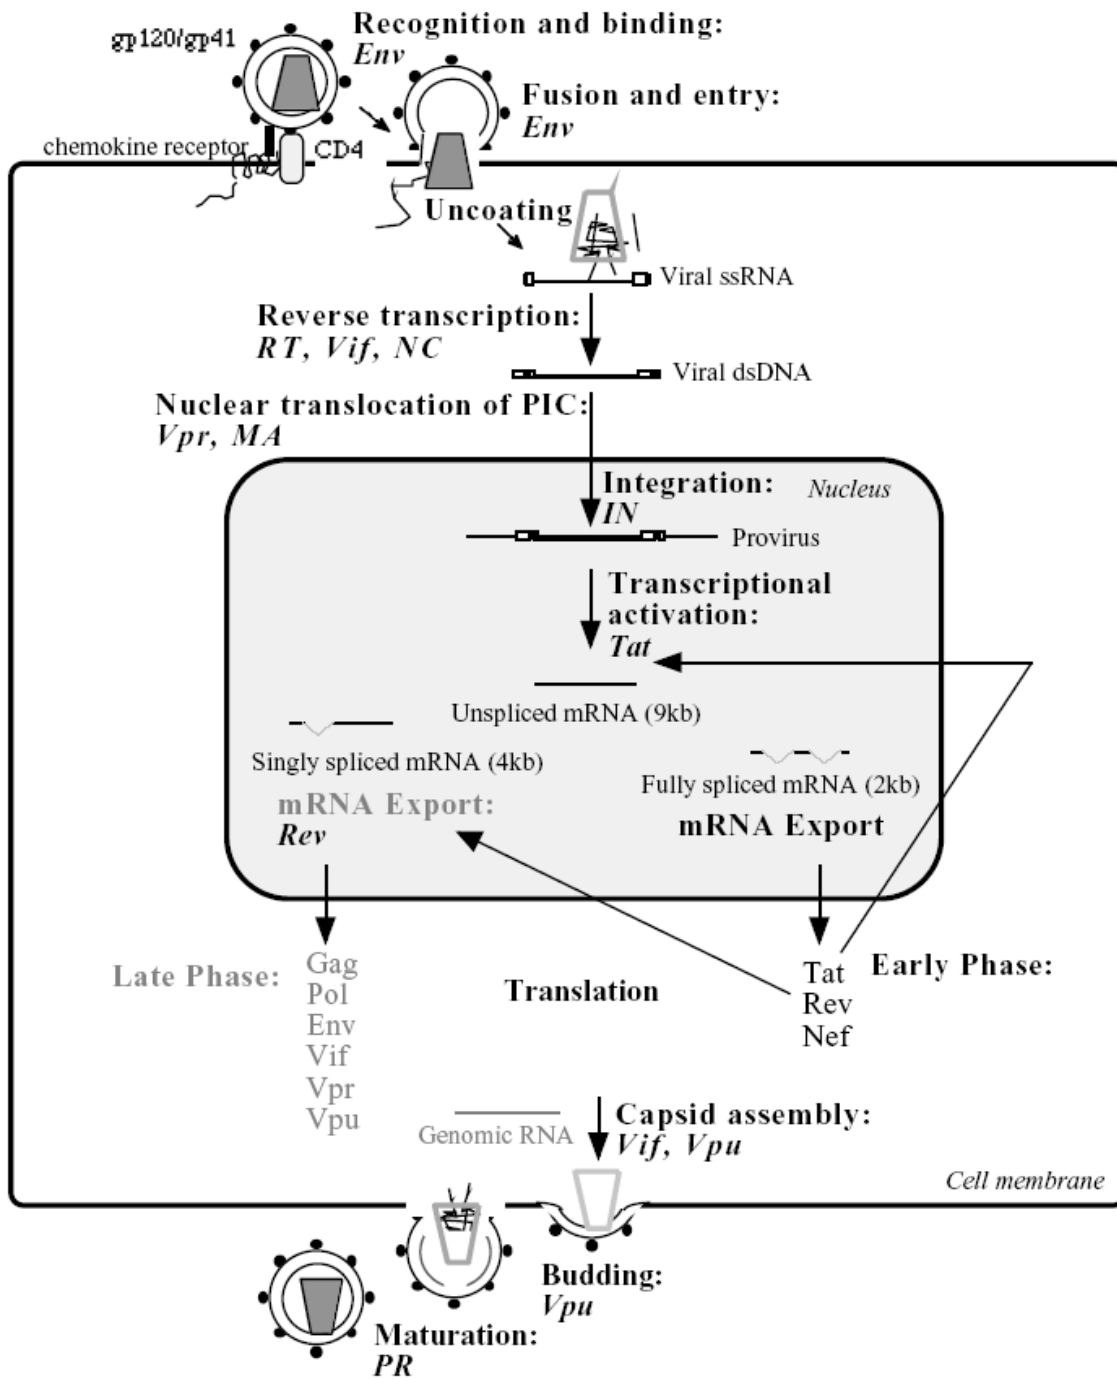 gp120/gp41
Recognition and binding:
Env
Fusion and entry:
Env
chemokine receptor
CD4
Uncoating
Viral ssRNA
Reverse transcription:
RT, Vif, NC
Viral dsDNA
Nuclear translocation of PIC:
Vpr, MA
Integration:
IN
Nucleus
Provirus
Transcriptional
activation:
Tat
Unspliced mRNA (9kb)
Singly spliced mRNA (4kb)
mRNA Export:
Rev
Fully spliced mRNA (2kb)
mRNA Export
Late Phase:
Gag
Pol
Env
Vif
Vpr
Vpu
Translation
Tat
Rev
Nef
Early Phase:
Genomic RNA
Capsid assembly:
Vif, Vpu
Cell membrane
Budding:
Vpu
Maturation:
PR